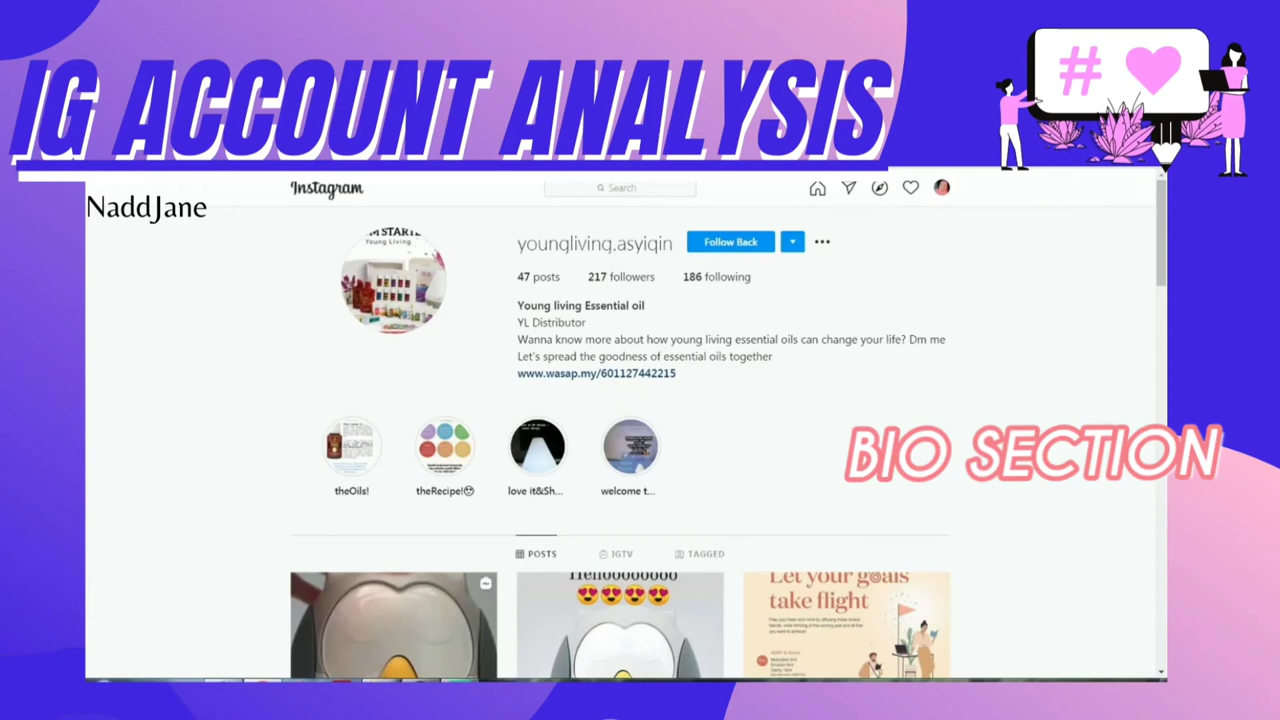 IG ACCOUNT ANALYSIS
#
Instagram
Search
NaddJane
Young Living
youngliving.asyiqin
Follow Back
47 posts 217 followers 186 following
Young living Essential oil
YL Distributor
Wanna know more about how young living essential oils can change your life? Dm me
Let's spread the goodness of essential oils together
www.wasap.my/601127442215
BIO SECTION
theOils! theRecipe!🙂 love it&Sh... welcome t...
POSTS IGTV TAGGED
Hellooooooo
😍😍😍😍
Let your goals
take flight